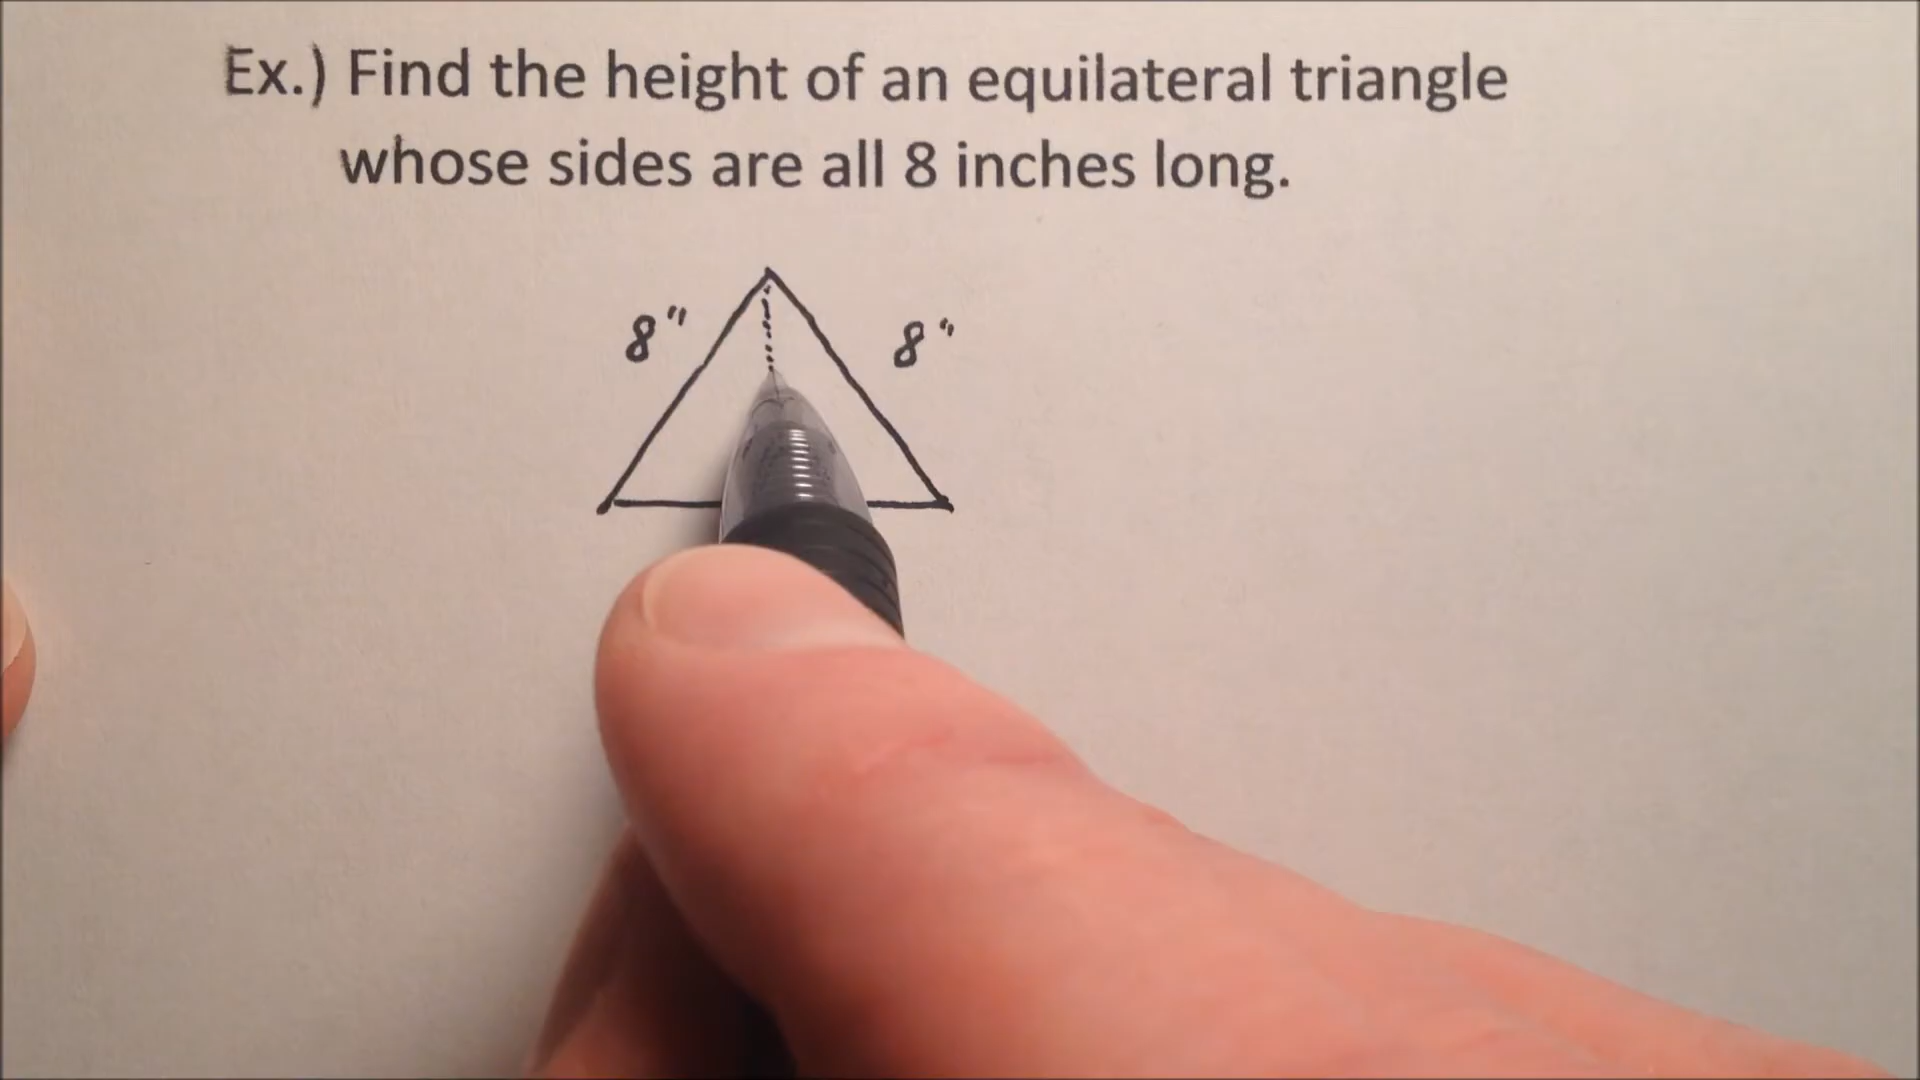 Ex.) Find the height of an equilateral triangle
whose sides are all 8 inches long.
8" 8"